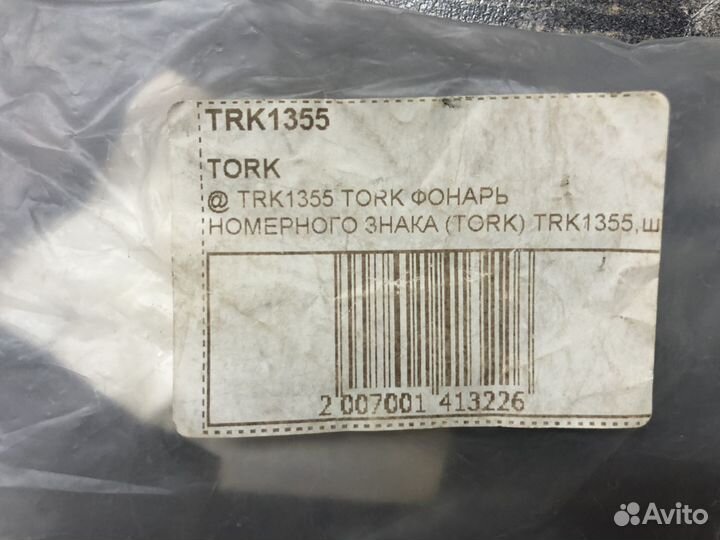 TRK1355
TORK
@ TRK1355 TORK ФОНАРЬ
НОМЕРНОГО ЗНАКА (TORK) TRK1355,ш
2 007001 413226
Avito